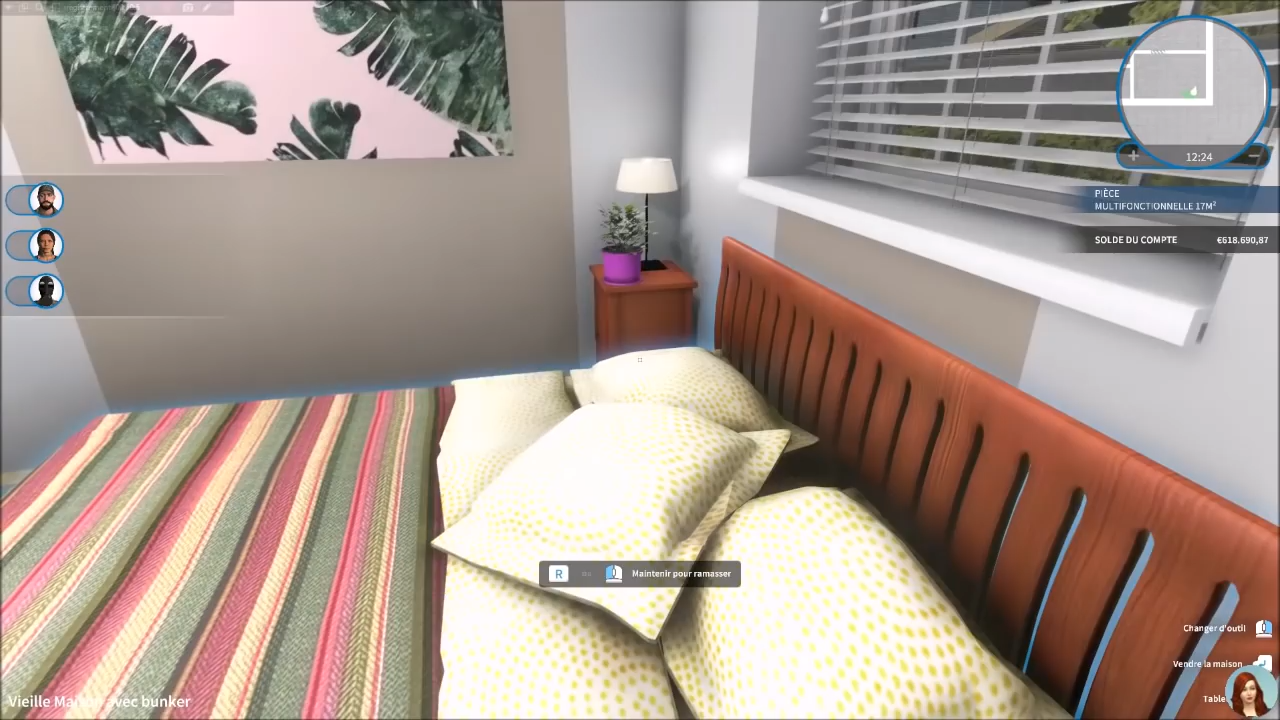 12:24
PIÈCE
MULTIFONCTIONNELLE 17M²
SOLDE DU COMPTE €618.690,87
R Maintenir pour ramasser
Changer d'outil
Vendre la maison
Vieille Maison avec bunker